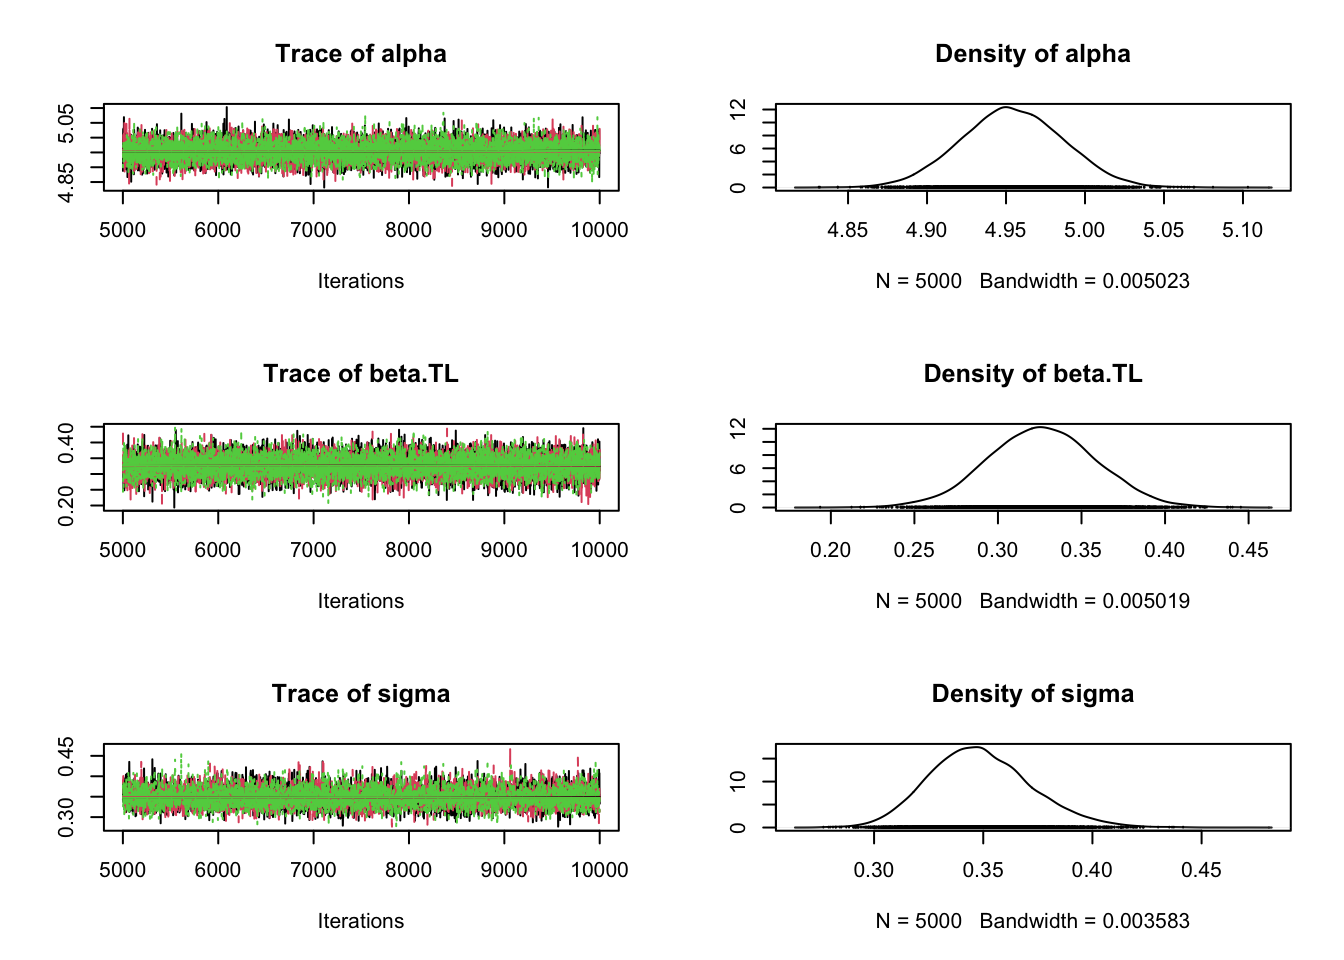 Trace of alpha
4.85 5.05
5000 6000 7000 8000 9000 10000
Iterations
Density of alpha
0 6 12
4.85 4.90 4.95 5.00 5.05 5.10
N = 5000 Bandwidth = 0.005023
Trace of beta.TL
0.20 0.40
5000 6000 7000 8000 9000 10000
Iterations
Density of beta.TL
0 6 12
0.20 0.25 0.30 0.35 0.40 0.45
N = 5000 Bandwidth = 0.005019
Trace of sigma
0.30 0.45
5000 6000 7000 8000 9000 10000
Iterations
Density of sigma
0 10
0.30 0.35 0.40 0.45
N = 5000 Bandwidth = 0.003583